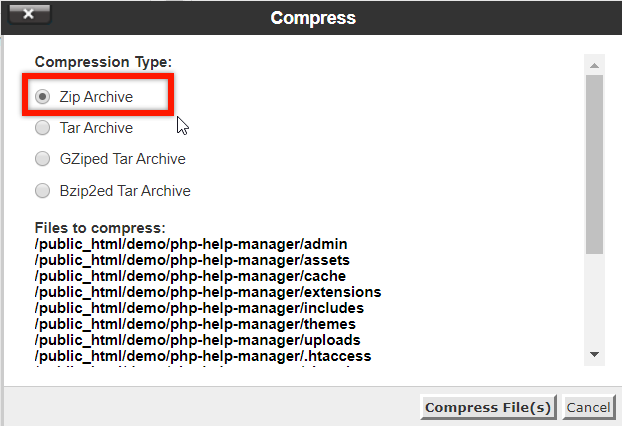 Compress
Compression Type:
Zip Archive
Tar Archive
GZiped Tar Archive
Bzip2ed Tar Archive
Files to compress:
/public_html/demo/php-help-manager/admin
/public_html/demo/php-help-manager/assets
/public_html/demo/php-help-manager/cache
/public_html/demo/php-help-manager/extensions
/public_html/demo/php-help-manager/includes
/public_html/demo/php-help-manager/themes
/public_html/demo/php-help-manager/uploads
/public_html/demo/php-help-manager/.htaccess
Compress File(s) Cancel